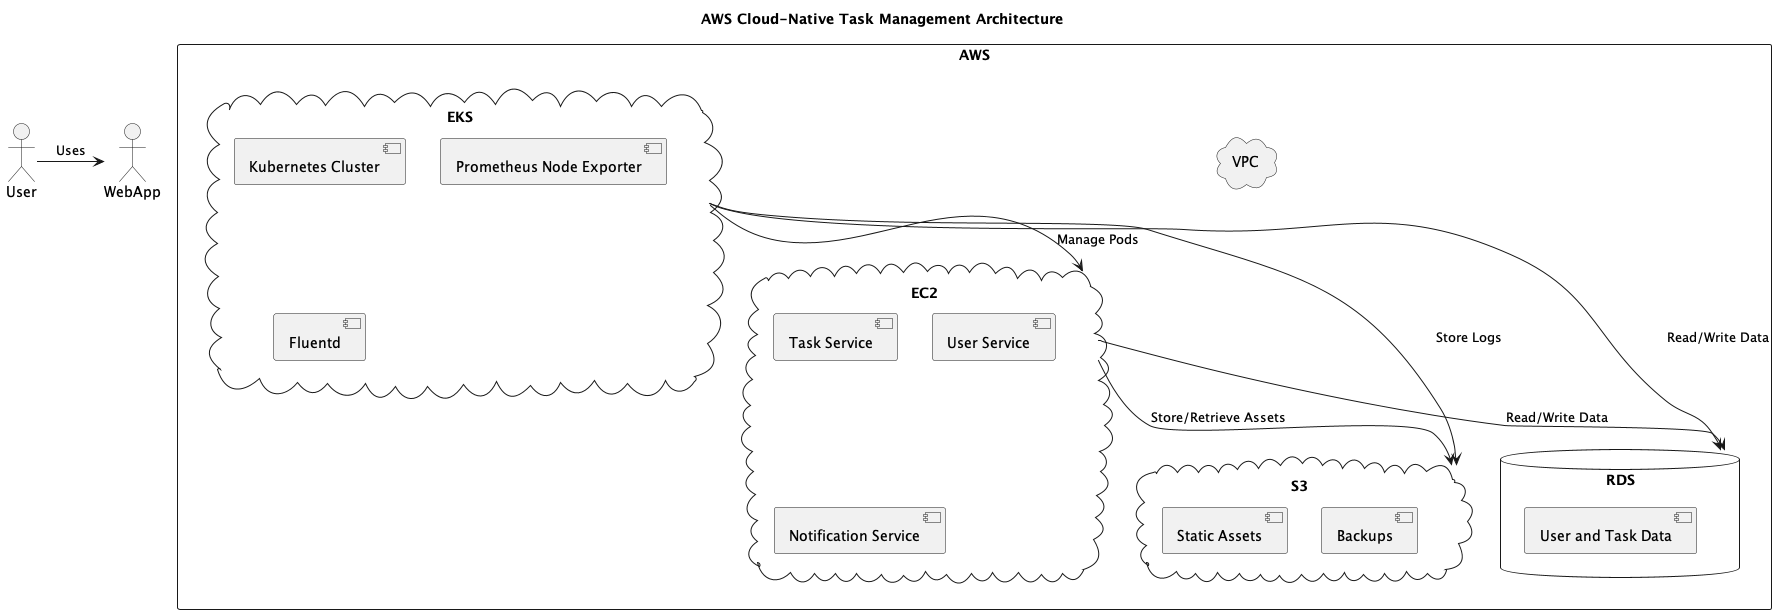 AWS Cloud-Native Task Management Architecture
AWS
EKS
Kubernetes Cluster
Prometheus Node Exporter
Fluentd
Uses
User
WebApp
VPC
Manage Pods
EC2
Task Service
User Service
Notification Service
Store Logs
Read/Write Data
Store/Retrieve Assets
Read/Write Data
S3
Static Assets
Backups
RDS
User and Task Data